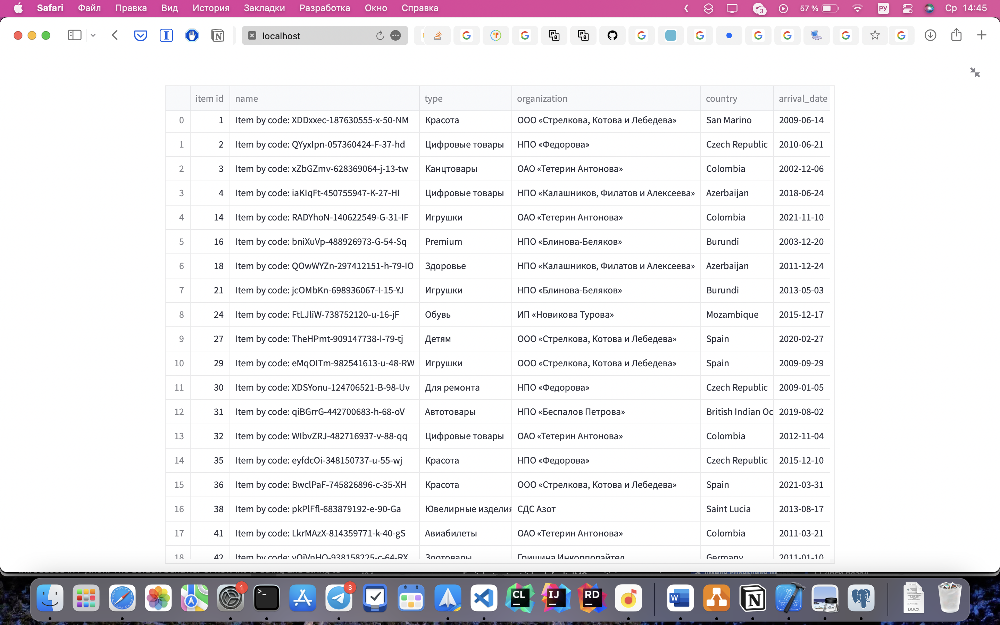 Safari Файл Правка Вид История Закладки Разработка Окно Справка 3 57 % РУ Ср 14:45
localhost
item id name type organization country arrival_date
0 1 Item by code: XDDxxec-187630555-x-50-NM Красота ООО «Стрелкова, Котова и Лебедева» San Marino 2009-06-14
1 2 Item by code: QYyxIpn-057360424-F-37-hd Цифровые товары НПО «Федорова» Czech Republic 2010-06-21
2 3 Item by code: xZbGZmv-628369064-j-13-tw Канцтовары ОАО «Тетерин Антонова» Colombia 2002-12-06
3 4 Item by code: iaKIqFt-450755947-K-27-HI Цифровые товары НПО «Калашников, Филатов и Алексеева» Azerbaijan 2018-06-24
4 14 Item by code: RADYhoN-140622549-G-31-IF Игрушки ОАО «Тетерин Антонова» Colombia 2021-11-10
5 16 Item by code: bniXuVp-488926973-G-54-Sq Premium НПО «Блинова-Беляков» Burundi 2003-12-20
6 18 Item by code: QOwWYZn-297412151-h-79-IO Здоровье НПО «Калашников, Филатов и Алексеева» Azerbaijan 2011-12-24
7 21 Item by code: jcOMbKn-698936067-I-15-YJ Игрушки НПО «Блинова-Беляков» Burundi 2013-05-03
8 24 Item by code: FtLJliW-738752120-u-16-jF Обувь ИП «Новикова Турова» Mozambique 2015-12-17
9 27 Item by code: TheHPmt-909147738-I-79-tj Детям ООО «Стрелкова, Котова и Лебедева» Spain 2020-02-27
10 29 Item by code: eMqOITm-982541613-u-48-RW Игрушки ООО «Стрелкова, Котова и Лебедева» Spain 2009-09-29
11 30 Item by code: XDSYonu-124706521-B-98-Uv Для ремонта НПО «Федорова» Czech Republic 2009-01-05
12 31 Item by code: qiBGrrG-442700683-h-68-oV Автотовары НПО «Беспалов Петрова» British Indian Oc 2019-08-02
13 32 Item by code: WIbvZRJ-482716937-v-88-qq Цифровые товары ОАО «Тетерин Антонова» Colombia 2012-11-04
14 35 Item by code: eyfdcOi-348150737-u-55-wj Красота НПО «Федорова» Czech Republic 2015-12-10
15 36 Item by code: BwclPaF-745826896-c-35-XH Красота ООО «Стрелкова, Котова и Лебедева» Spain 2021-03-31
16 38 Item by code: pkPlFfl-683879192-e-90-Ga Ювелирные изделия СДС Азот Saint Lucia 2013-08-17
17 41 Item by code: LkrMAzX-814359771-k-40-gS Авиабилеты ОАО «Тетерин Антонова» Colombia 2011-03-21
18 42 Item by code: vOiVnHO-938158225-c-64-RX Зоотовары Гришина Инкорпорэйтед Germany 2011-01-10
1 3 CL IJ RD W DOCX